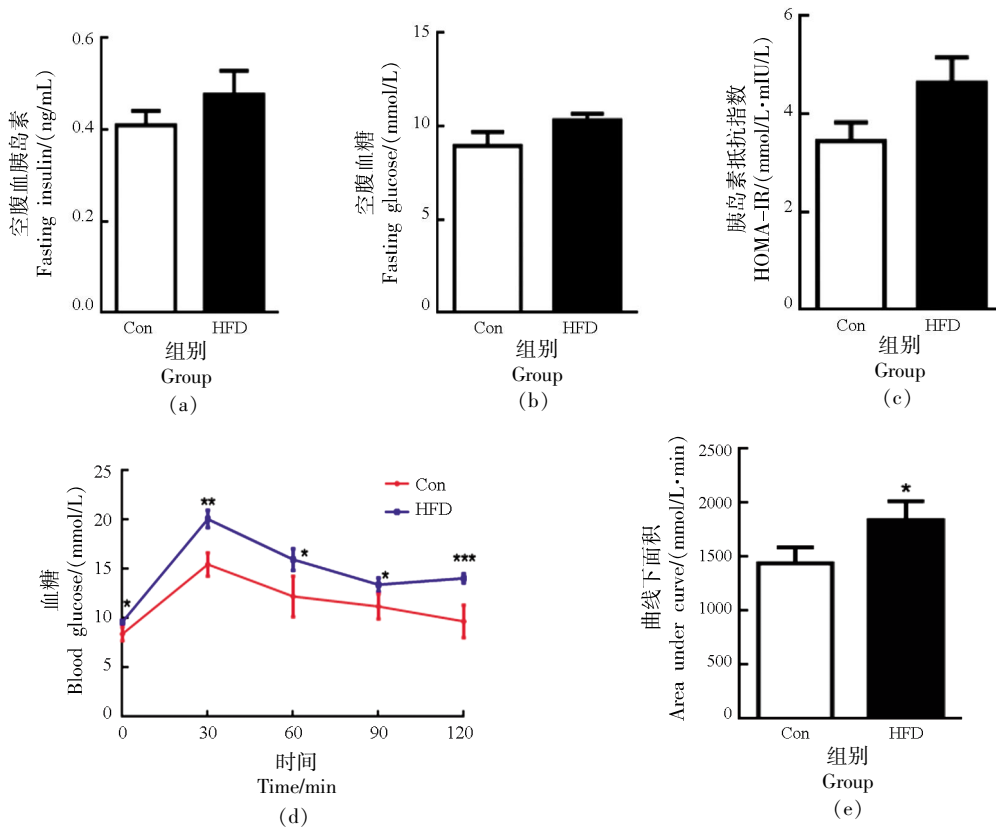 0.6
0.4
0.2
0.0
空腹血胰岛素
Fasting insulin/(ng/mL)
Con
HFD
组别
Group
(a)
15
10
5
0
空腹血糖
Fasting glucose/(mmol/L)
Con
HFD
组别
Group
(b)
6
4
2
0
胰岛素抵抗指数
HOMA-IR/(mmol/L·mIU/L)
Con
HFD
组别
Group
(c)
25
20
15
10
5
0
血糖
Blood glucose/(mmol/L)
Con
HFD
*
**
*
*
***
0 30 60 90 120
时间
Time/min
(d)
2500
2000
1500
1000
500
0
曲线下面积
Area under curve/(mmol/L·min)
*
Con
HFD
组别
Group
(e)